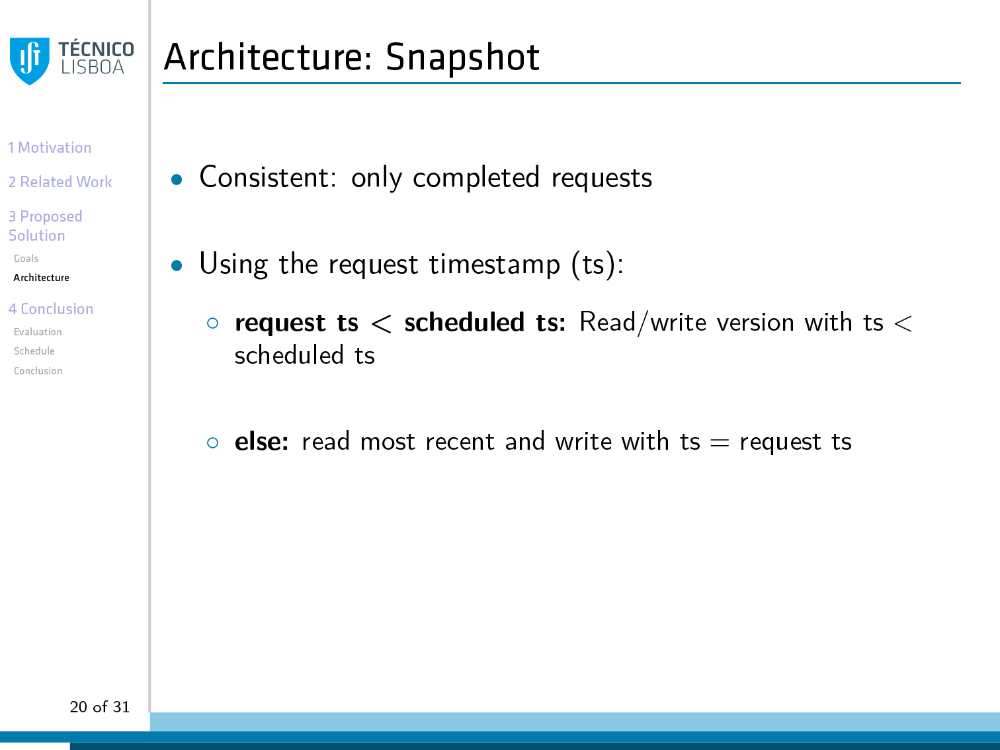 TÉCNICO
LISBOA
Architecture: Snapshot
1 Motivation
2 Related Work
3 Proposed
Solution
Goals
Architecture
4 Conclusion
Evaluation
Schedule
Conclusion
• Consistent: only completed requests
• Using the request timestamp (ts):
◦ request ts < scheduled ts: Read/write version with ts <
scheduled ts
◦ else: read most recent and write with ts = request ts
20 of 31